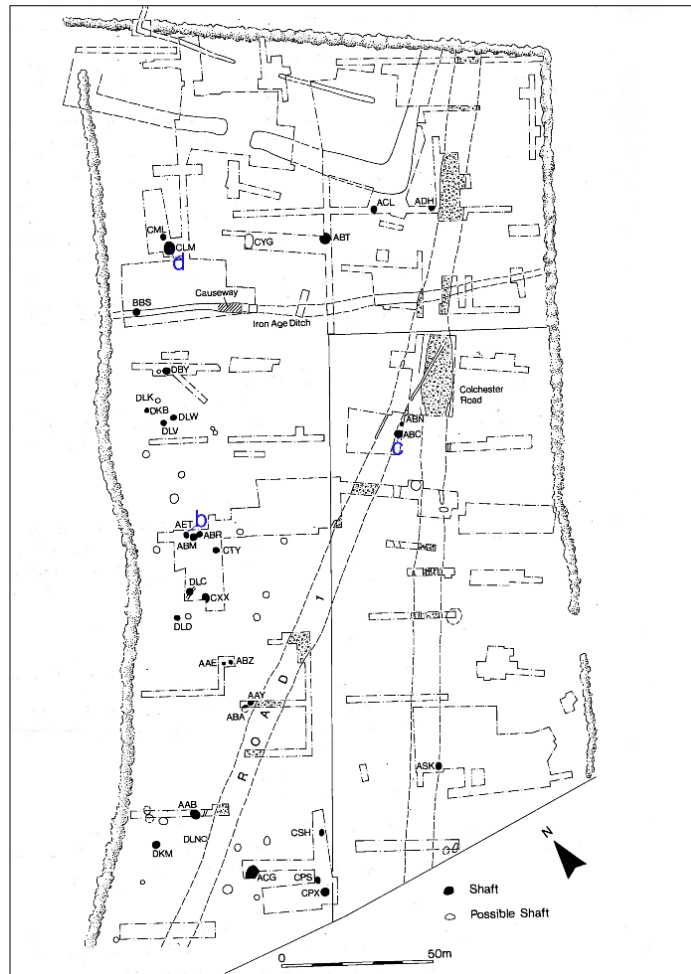 ACL
ADH
CML
CLM
CYG
ABT
d
BBS
Causeway
Iron Age Ditch
DBY
Colchester
Road
DLK
DKB
DLW
DLV
ABN
ABC
c
b
AET
ABR
ABM
CTY
DLC
CXX
DLD
AAE
ABZ
AAY
ABA
ROAD 1
ASK
AAB
DLNC
CSH
DKM
ACG
CPS
CPX
N
Shaft
Possible Shaft
0
50m